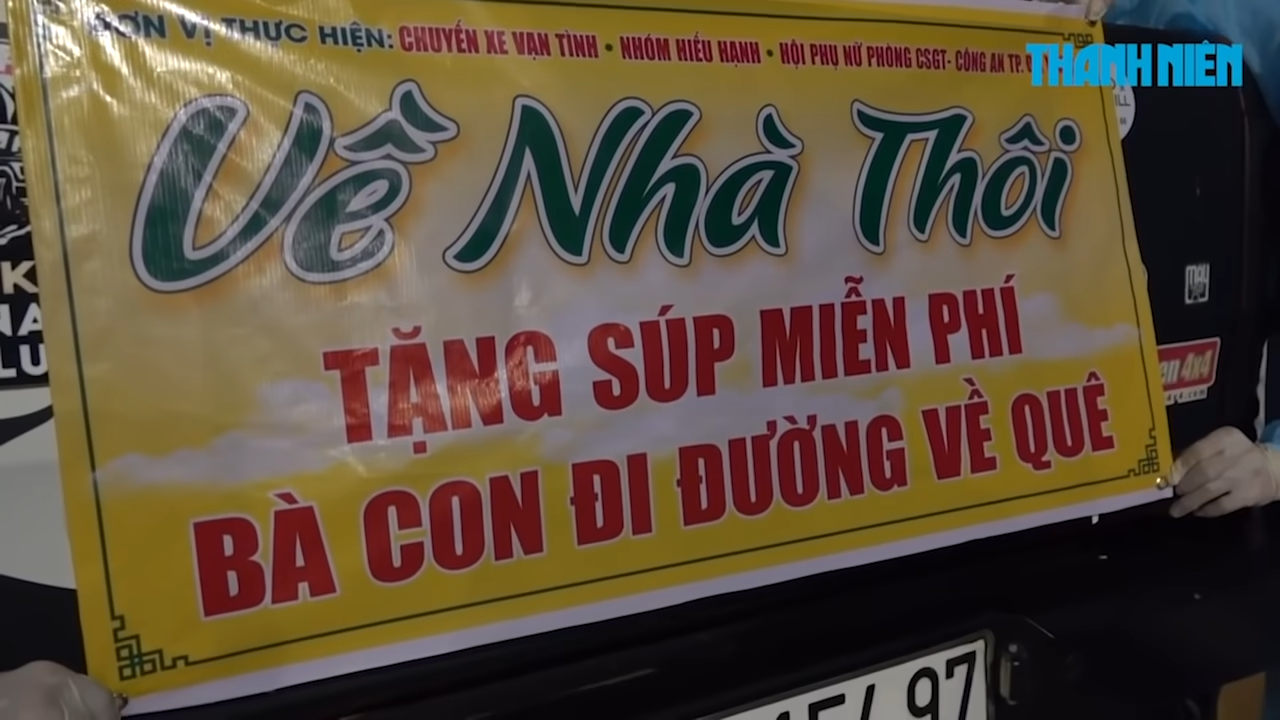 ĐƠN VỊ THỰC HIỆN: CHUYẾN XE VẠN TÌNH • NHÓM HIẾU HẠNH • HỘI PHỤ NỮ PHÒNG CSGT- CÔNG AN TP.
THANH NIÊN
Về Nhà Thôi
TẶNG SÚP MIỄN PHÍ
BÀ CON ĐI ĐƯỜNG VỀ QUÊ
4x4
97